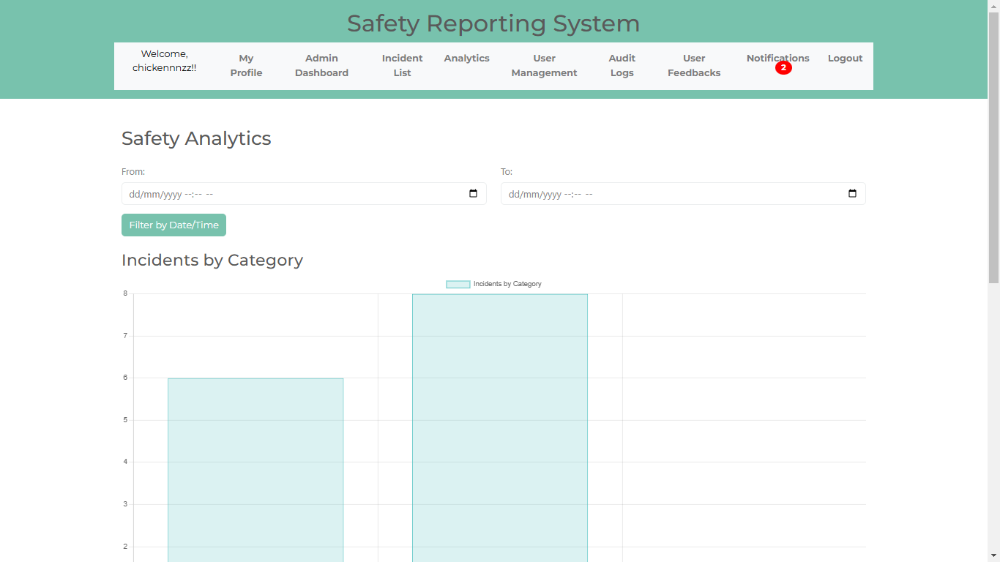 Safety Reporting System
Welcome,
chickennnzz!!
My
Profile
Admin
Dashboard
Incident
List
Analytics
User
Management
Audit
Logs
User
Feedbacks
Notifications
2
Logout
Safety Analytics
From:
To:
dd/mm/yyyy --:-- --
dd/mm/yyyy --:-- --
Filter by Date/Time
Incidents by Category
Incidents by Category
8
7
6
5
4
3
2